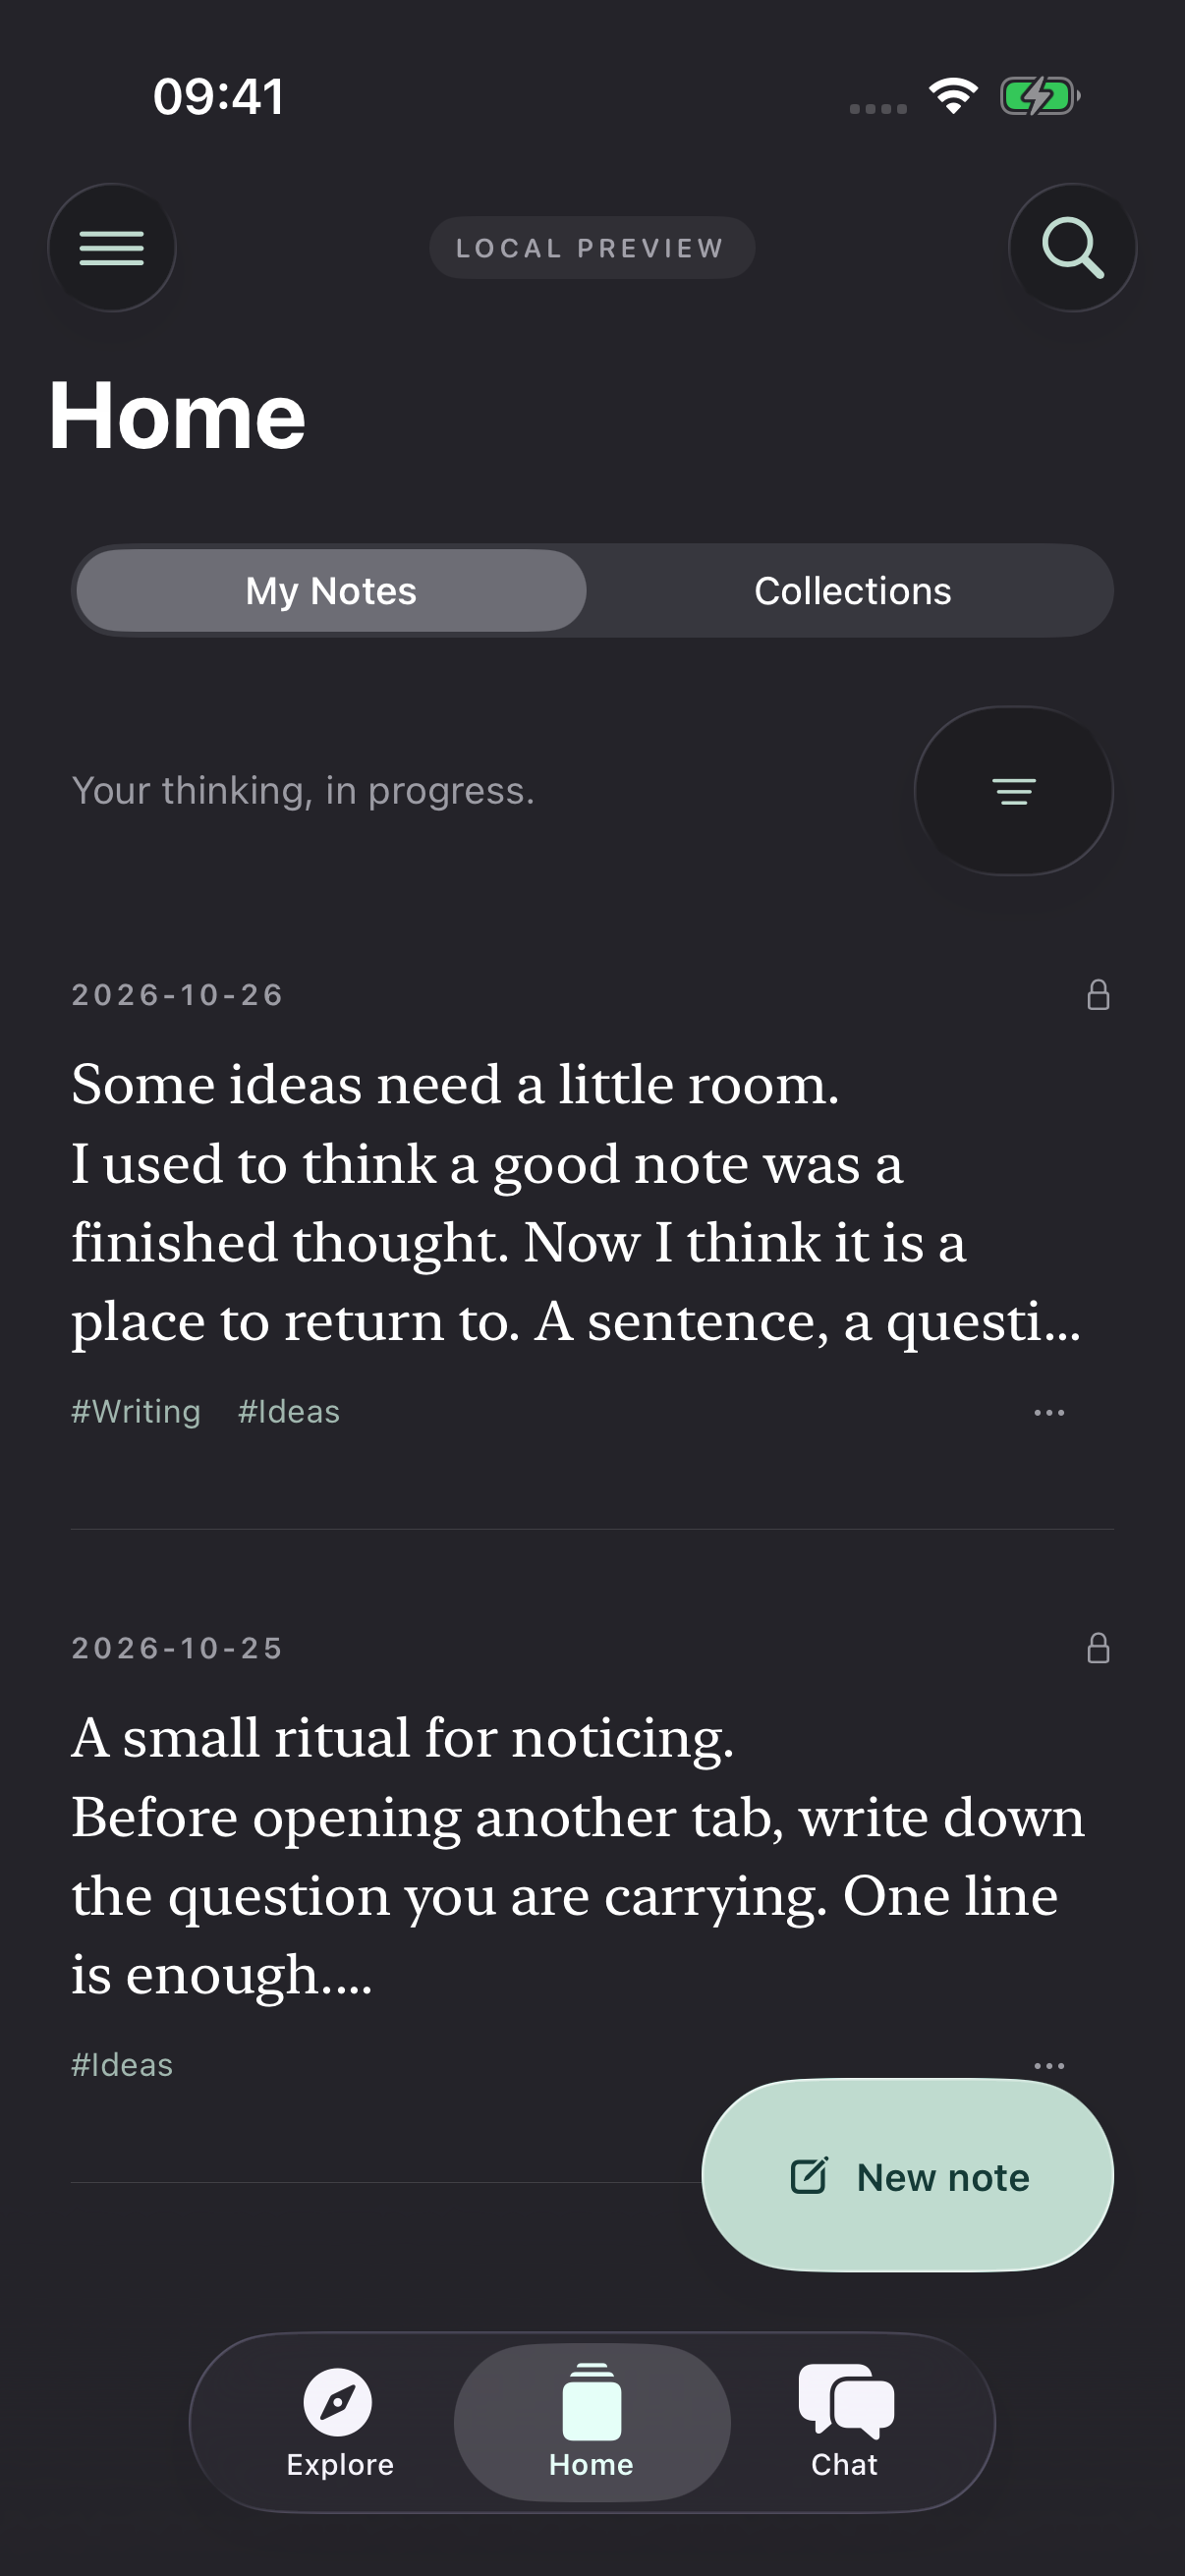 09:41
LOCAL PREVIEW
Home
My Notes
Collections
Your thinking, in progress.
2026-10-26
Some ideas need a little room.
I used to think a good note was a
finished thought. Now I think it is a
place to return to. A sentence, a questi...
#Writing #Ideas
2026-10-25
A small ritual for noticing.
Before opening another tab, write down
the question you are carrying. One line
is enough....
#Ideas
New note
Explore
Home
Chat